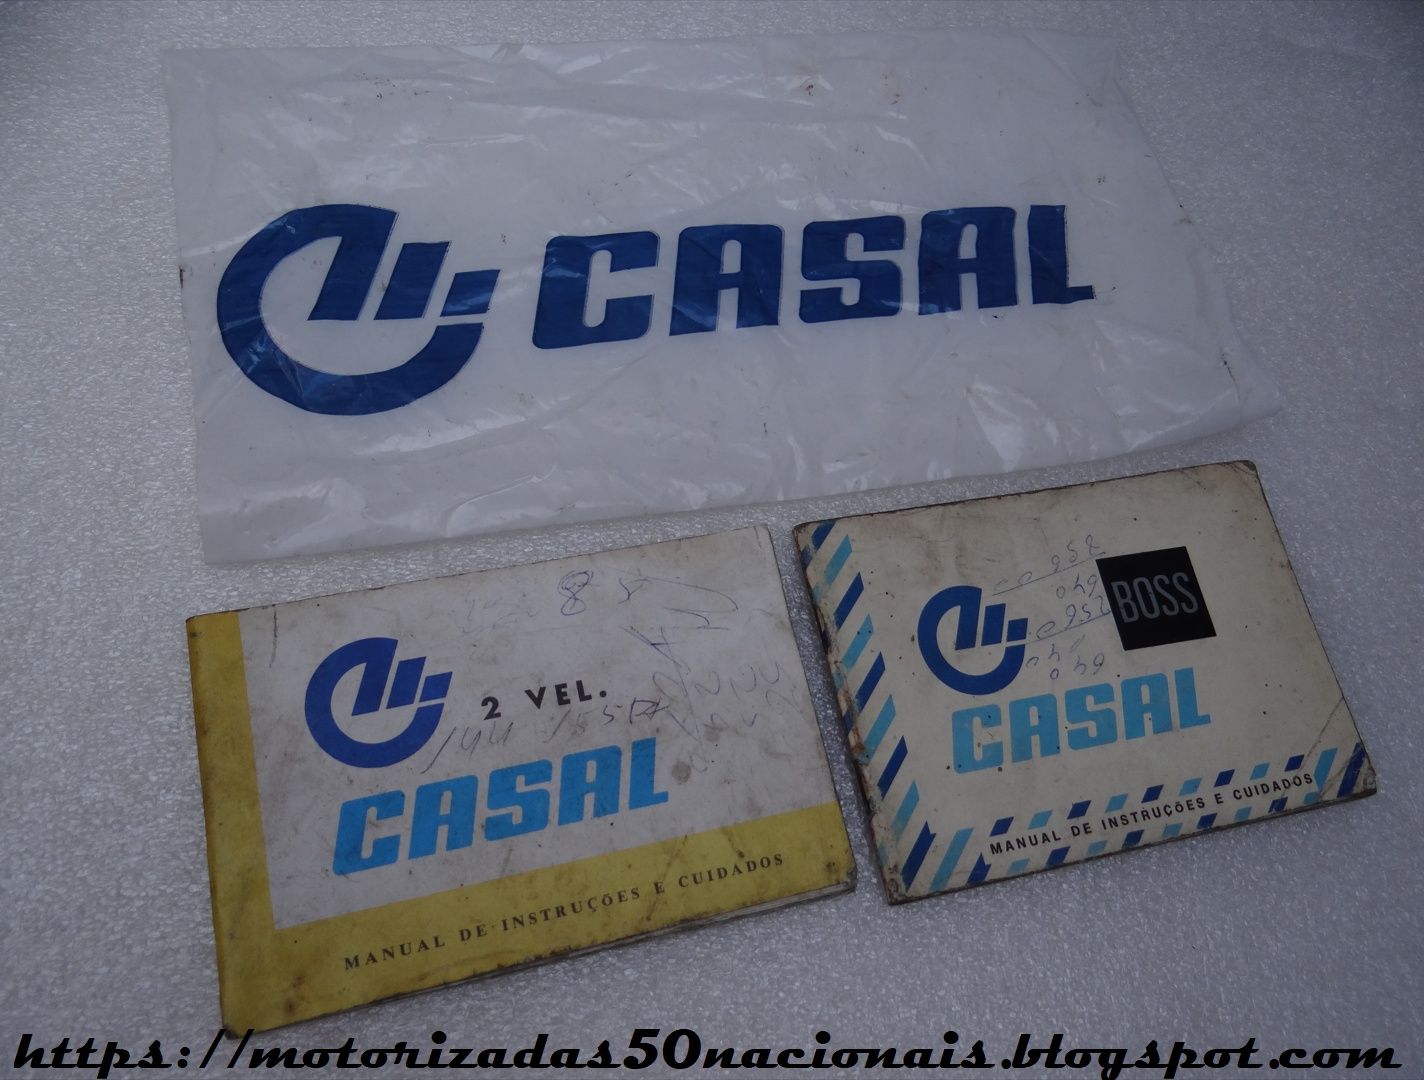 CASAL
2 VEL.
CASAL
MANUAL DE INSTRUÇÕES E CUIDADOS
BOSS
CASAL
MANUAL DE INSTRUÇÕES E CUIDADOS
https://motorizadas50nacionais.blogspot.com